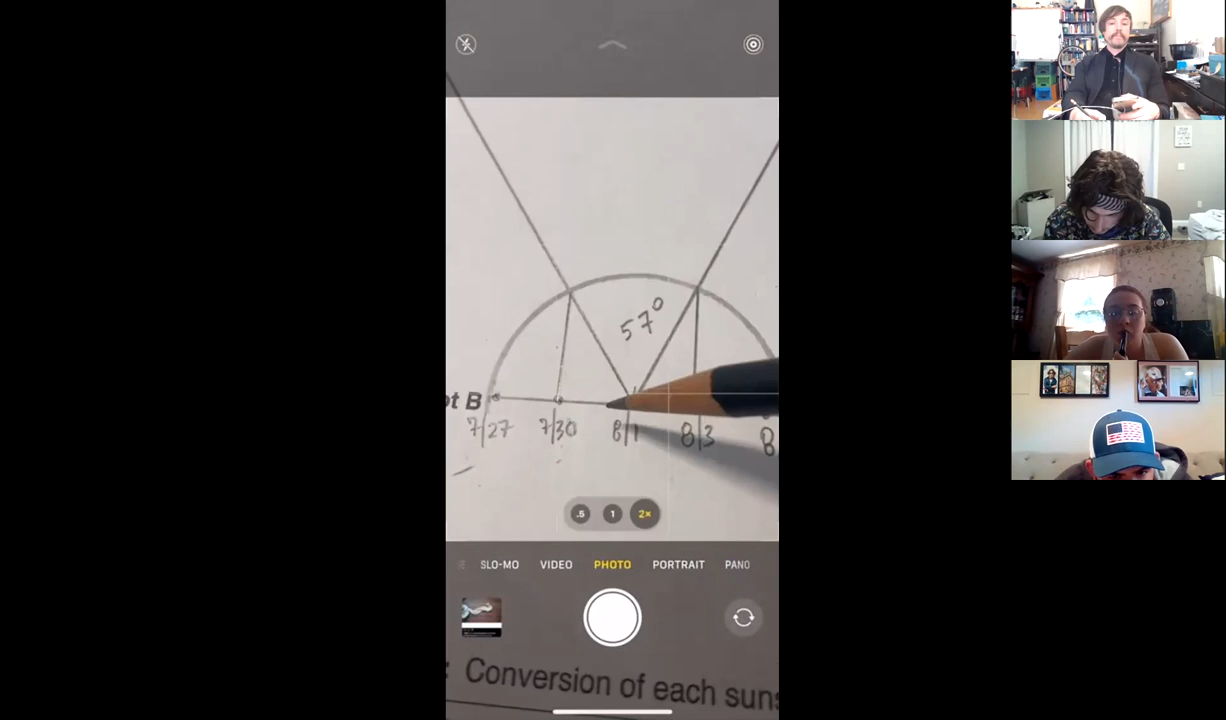 57°
ot B
7/27 7/30 8/1 8/3 8
.5 1 2×
SLO-MO VIDEO PHOTO PORTRAIT PANO
: Conversion of each suns